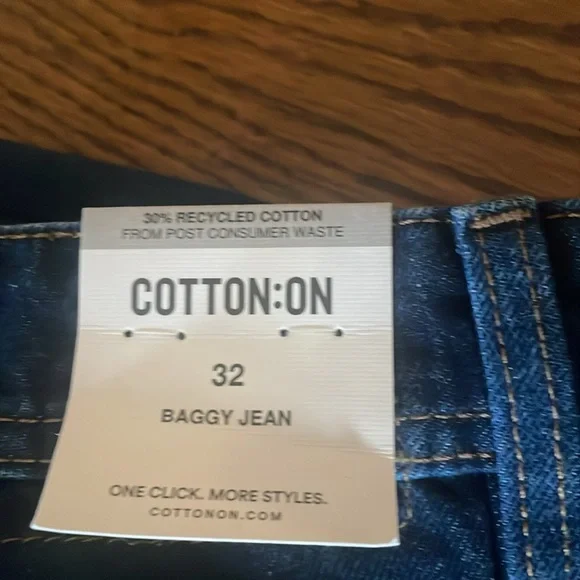 30% RECYCLED COTTON
FROM POST CONSUMER WASTE
COTTON:ON
32
BAGGY JEAN
ONE CLICK. MORE STYLES.
COTTONON.COM